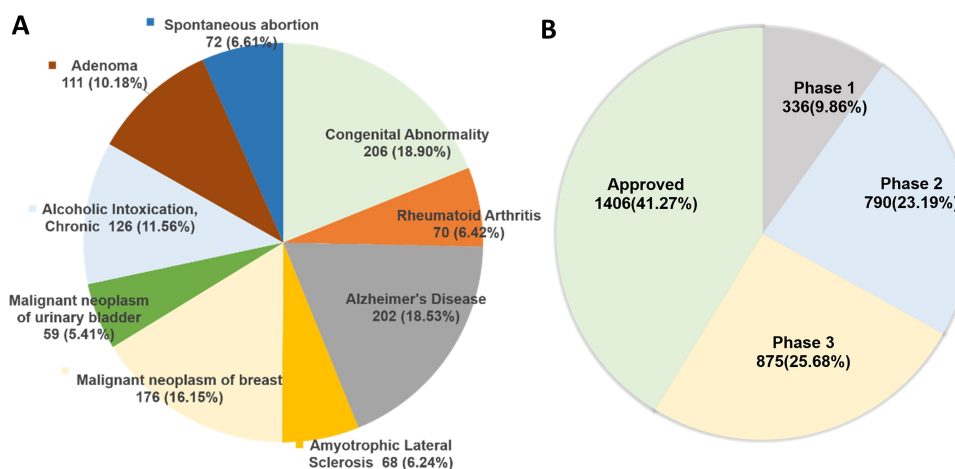 A
Spontaneous abortion
72 (6.61%)
Adenoma
111 (10.18%)
Congenital Abnormality
206 (18.90%)
Alcoholic Intoxication,
Chronic 126 (11.56%)
Rheumatoid Arthritis
70 (6.42%)
Malignant neoplasm
of urinary bladder
59 (5.41%)
Alzheimer's Disease
202 (18.53%)
Malignant neoplasm of breast
176 (16.15%)
Amyotrophic Lateral
Sclerosis 68 (6.24%)
B
Phase 1
336(9.86%)
Approved
1406(41.27%)
Phase 2
790(23.19%)
Phase 3
875(25.68%)